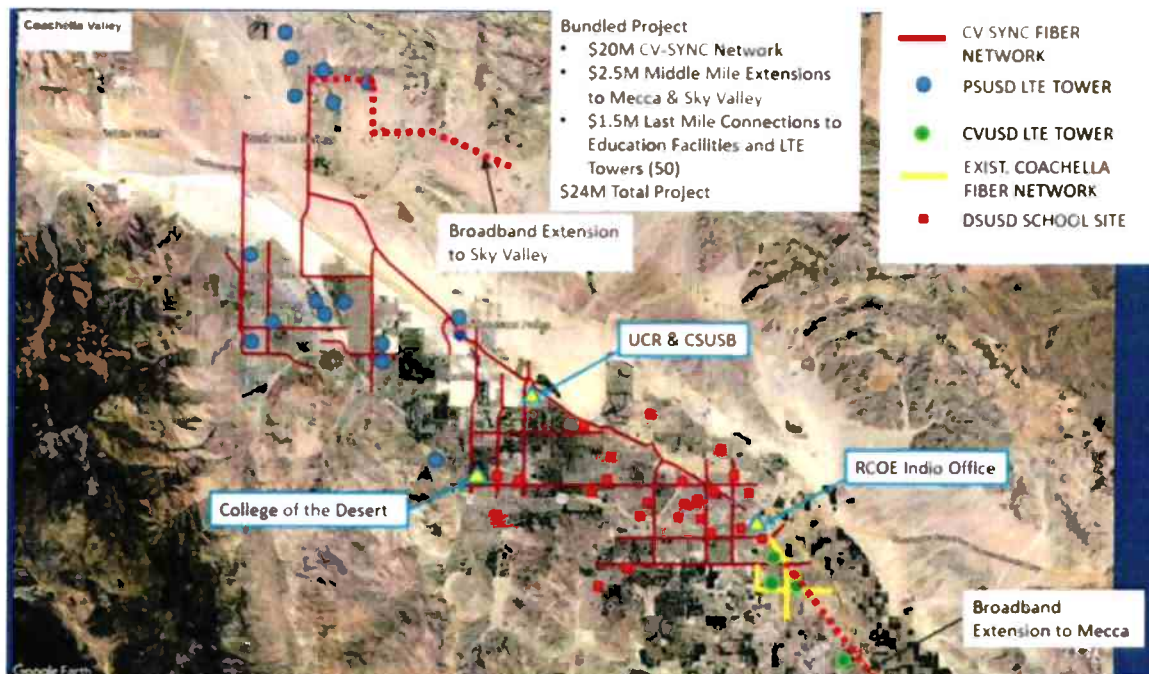 Coachella Valley
Bundled Project
• $20M CV-SYNC Network
• $2.5M Middle Mile Extensions
to Mecca & Sky Valley
• $1.5M Last Mile Connections to
Education Facilities and LTE
Towers (50)
$24M Total Project
CV SYNC FIBER
NETWORK
PSUSD LTE TOWER
CVUSD LTE TOWER
EXIST. COACHELLA
FIBER NETWORK
DSUSD SCHOOL SITE
Broadband Extension
to Sky Valley
UCR & CSUSB
RCOE Indio Office
College of the Desert
Broadband
Extension to Mecca
Google Earth